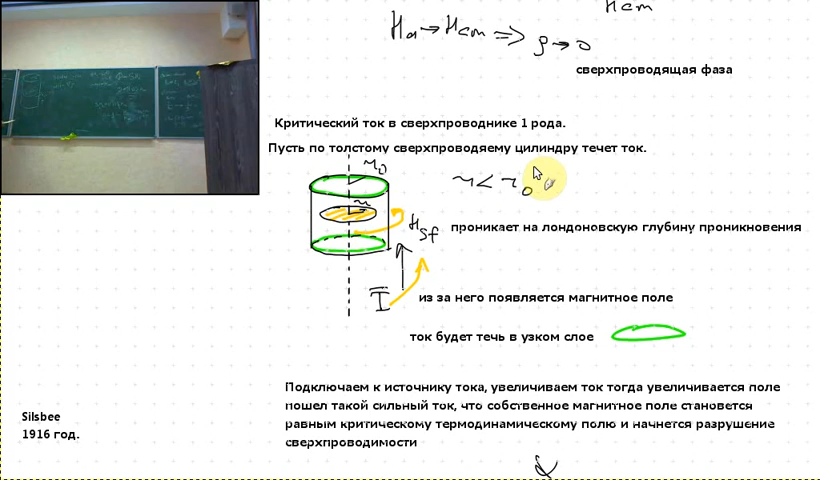 Hcm
Ha → Hcm ⇒ ρ → 0
сверхпроводящая фаза
Критический ток в сверхпроводнике 1 рода.
Пусть по толстому сверхпроводяему цилиндру течет ток.
r0
r < r0
r
Hsf
проникает на лондоновскую глубину проникновения
I
из за него появляется магнитное поле
ток будет течь в узком слое
Подключаем к источнику тока, увеличиваем ток тогда увеличивается поле
пошел такой сильный ток, что собственное магнитное поле становется
равным критическому термодинамическому полю и начнется разрушение
сверхпроводимости
Silsbee
1916 год.